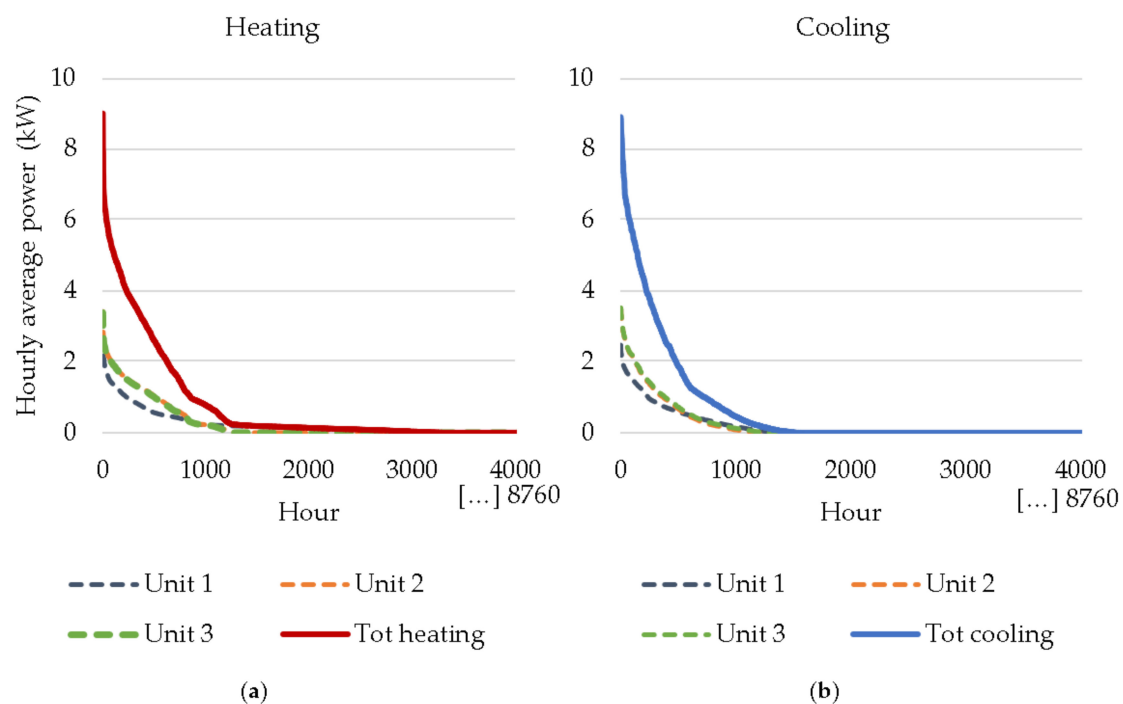 Heating
Cooling
Hourly average power (kW)
10
8
6
4
2
0
0 1000 2000 3000 4000
[…] 8760
Hour
10
8
6
4
2
0
0 1000 2000 3000 4000
[…] 8760
Hour
Unit 1 Unit 2
Unit 3 Tot heating
Unit 1 Unit 2
Unit 3 Tot cooling
(a)
(b)